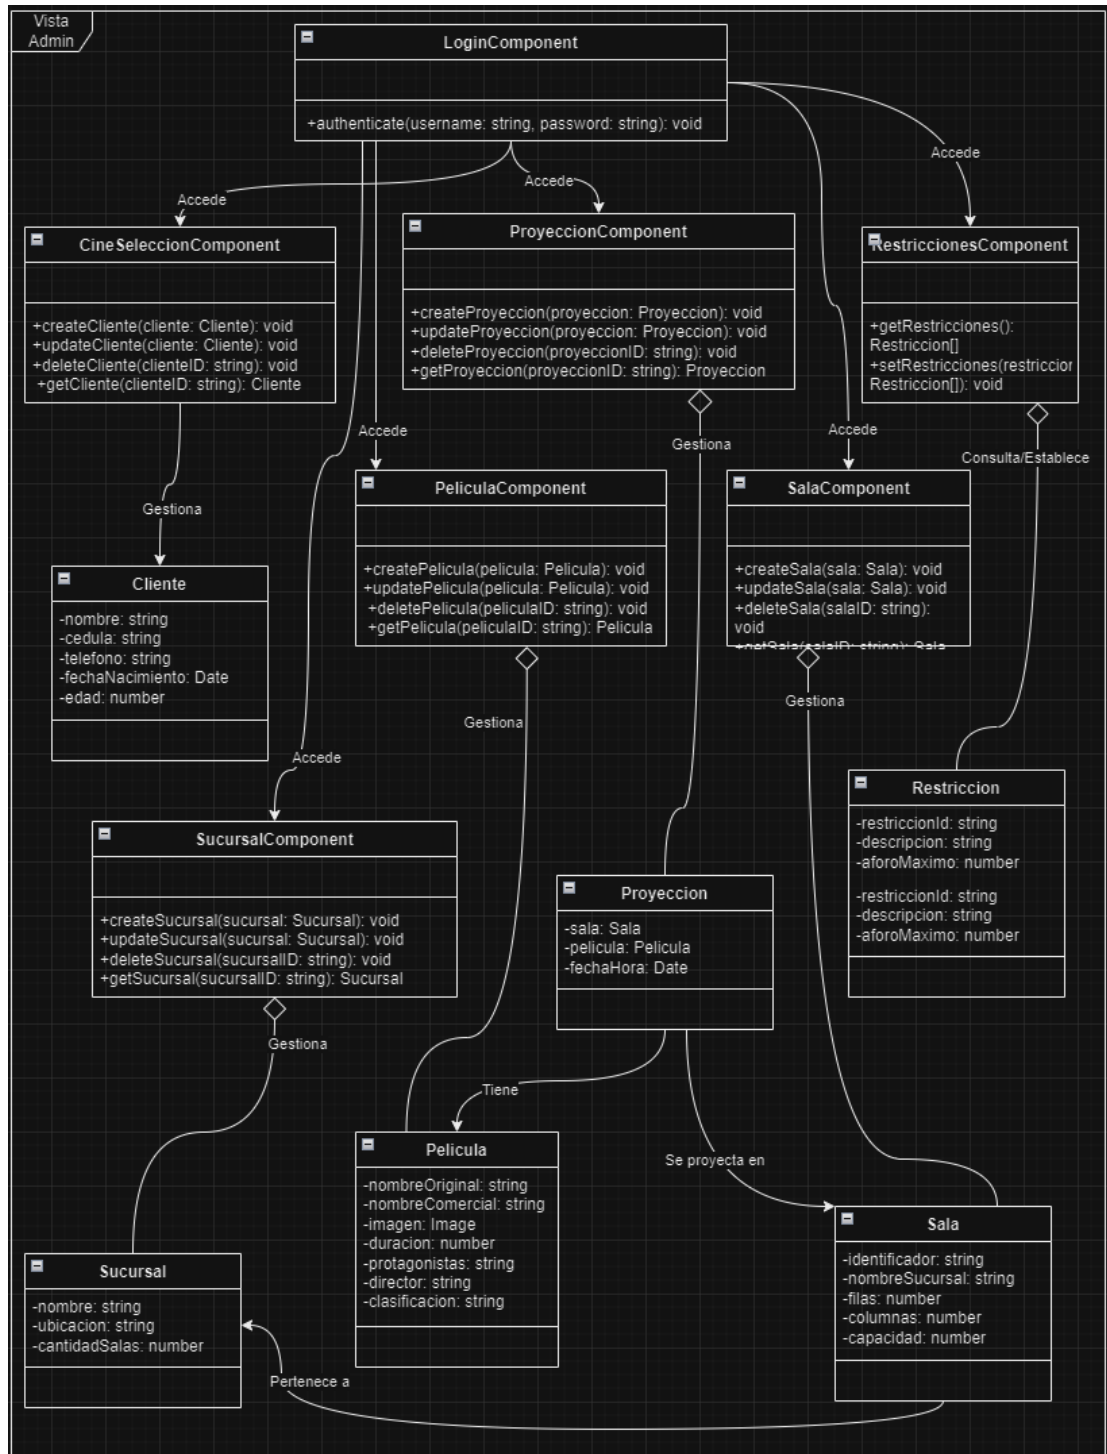 Vista
Admin
LoginComponent
+authenticate(username: string, password: string): void
Accede
Accede
Accede
CineSeleccionComponent
+createCliente(cliente: Cliente): void
+updateCliente(cliente: Cliente): void
+deleteCliente(clienteID: string): void
+getCliente(clienteID: string): Cliente
ProyeccionComponent
+createProyeccion(proyeccion: Proyeccion): void
+updateProyeccion(proyeccion: Proyeccion): void
+deleteProyeccion(proyeccionID: string): void
+getProyeccion(proyeccionID: string): Proyeccion
RestriccionesComponent
+getRestricciones():
Restriccion[]
+setRestricciones(restriccior
Restriccion[]): void
Accede
Gestiona
Accede
Consulta/Establece
Gestiona
PeliculaComponent
+createPelicula(pelicula: Pelicula): void
+updatePelicula(pelicula: Pelicula): void
+deletePelicula(peliculaID: string): void
+getPelicula(peliculaID: string): Pelicula
SalaComponent
+createSala(sala: Sala): void
+updateSala(sala: Sala): void
+deleteSala(salaID: string):
void
+getSala(salaID: string): Sala
Cliente
-nombre: string
-cedula: string
-telefono: string
-fechaNacimiento: Date
-edad: number
Gestiona
Gestiona
Accede
Restriccion
-restriccionId: string
-descripcion: string
-aforoMaximo: number
-restriccionId: string
-descripcion: string
-aforoMaximo: number
SucursalComponent
+createSucursal(sucursal: Sucursal): void
+updateSucursal(sucursal: Sucursal): void
+deleteSucursal(sucursalID: string): void
+getSucursal(sucursalID: string): Sucursal
Proyeccion
-sala: Sala
-pelicula: Pelicula
-fechaHora: Date
Gestiona
Tiene
Se proyecta en
Pelicula
-nombreOriginal: string
-nombreComercial: string
-imagen: Image
-duracion: number
-protagonistas: string
-director: string
-clasificacion: string
Sala
-identificador: string
-nombreSucursal: string
-filas: number
-columnas: number
-capacidad: number
Sucursal
-nombre: string
-ubicacion: string
-cantidadSalas: number
Pertenece a